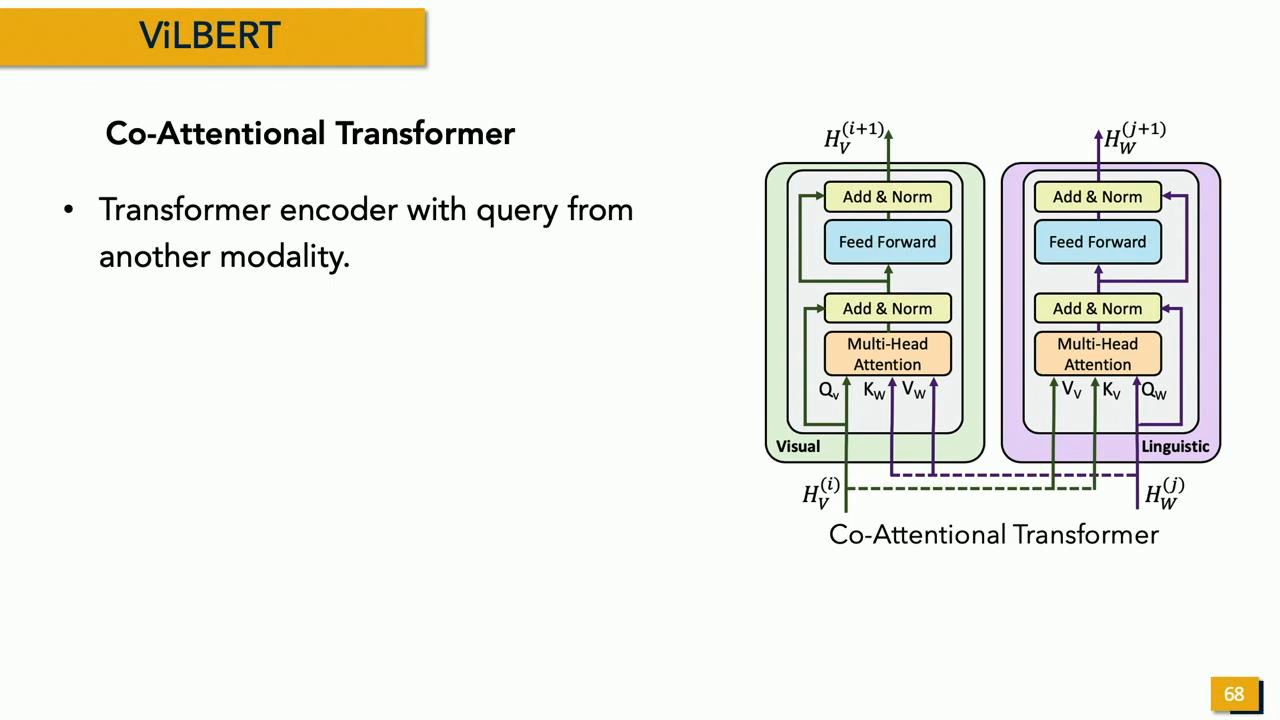 ViLBERT
Co-Attentional Transformer
• Transformer encoder with query from
another modality.
H_V^(i+1)
H_W^(j+1)
Add & Norm
Feed Forward
Add & Norm
Multi-Head
Attention
Q_v K_W V_W
Visual
Add & Norm
Feed Forward
Add & Norm
Multi-Head
Attention
V_V K_V Q_W
Linguistic
H_V^(i)
H_W^(j)
Co-Attentional Transformer
68